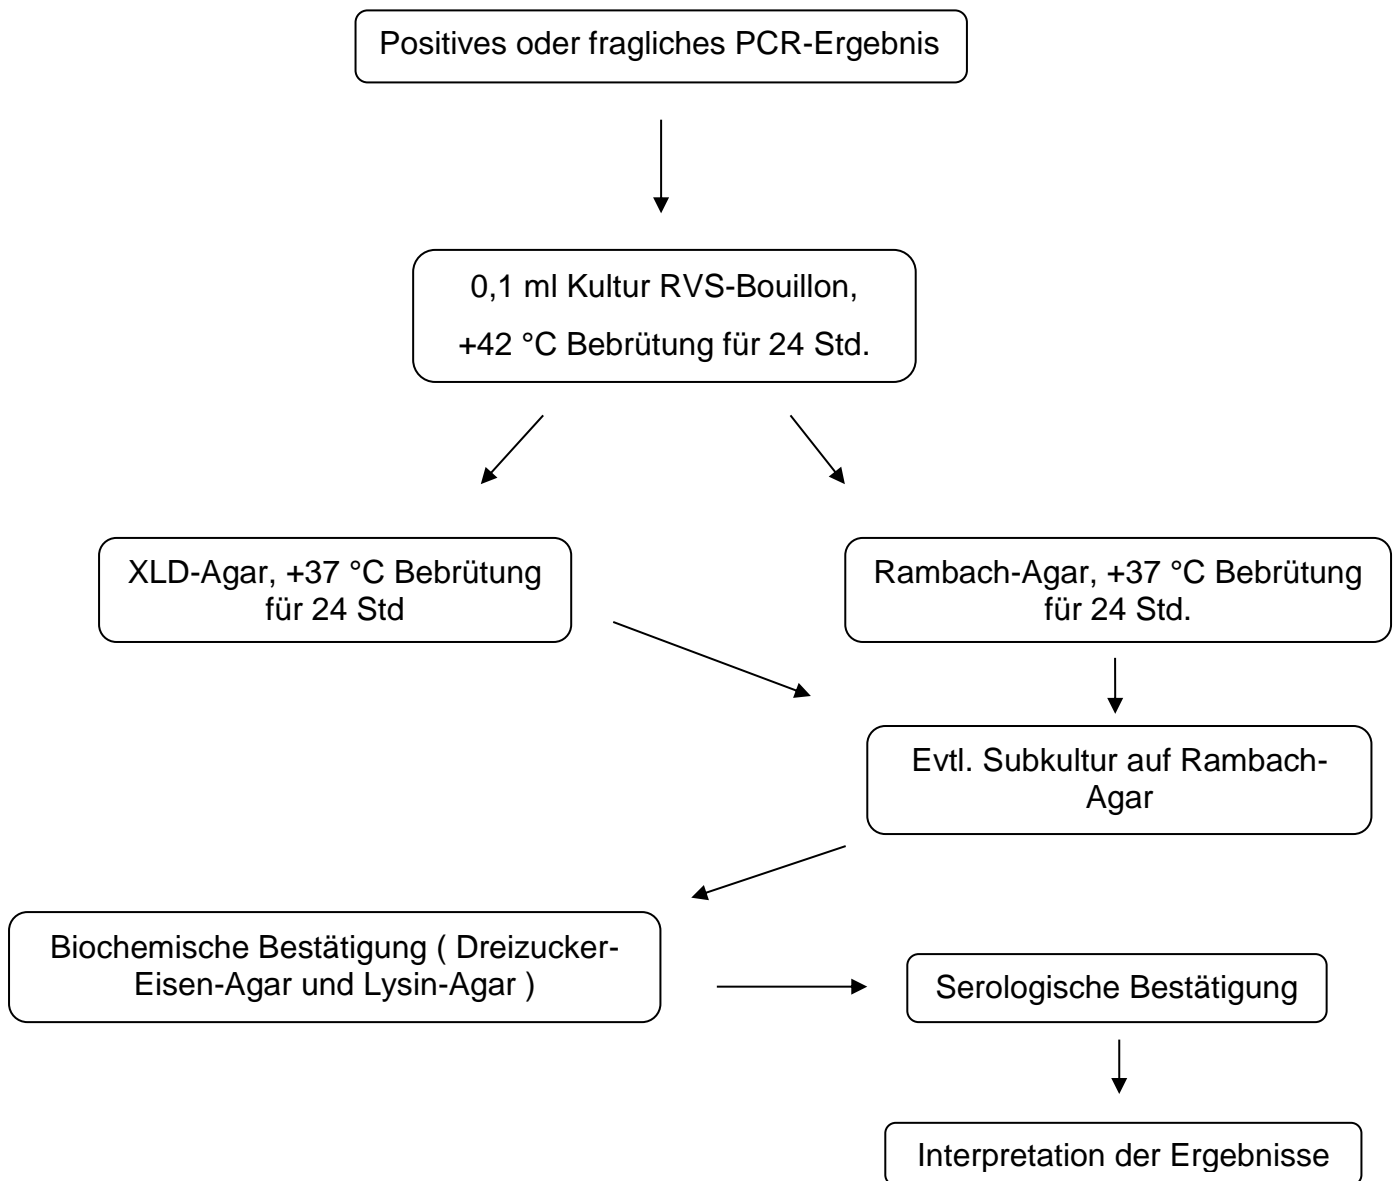 Positives oder fragliches PCR-Ergebnis
0,1 ml Kultur RVS-Bouillon,
+42 °C Bebrütung für 24 Std.
XLD-Agar, +37 °C Bebrütung
für 24 Std
Rambach-Agar, +37 °C Bebrütung
für 24 Std.
Evtl. Subkultur auf Rambach-
Agar
Biochemische Bestätigung ( Dreizucker-
Eisen-Agar und Lysin-Agar )
Serologische Bestätigung
Interpretation der Ergebnisse